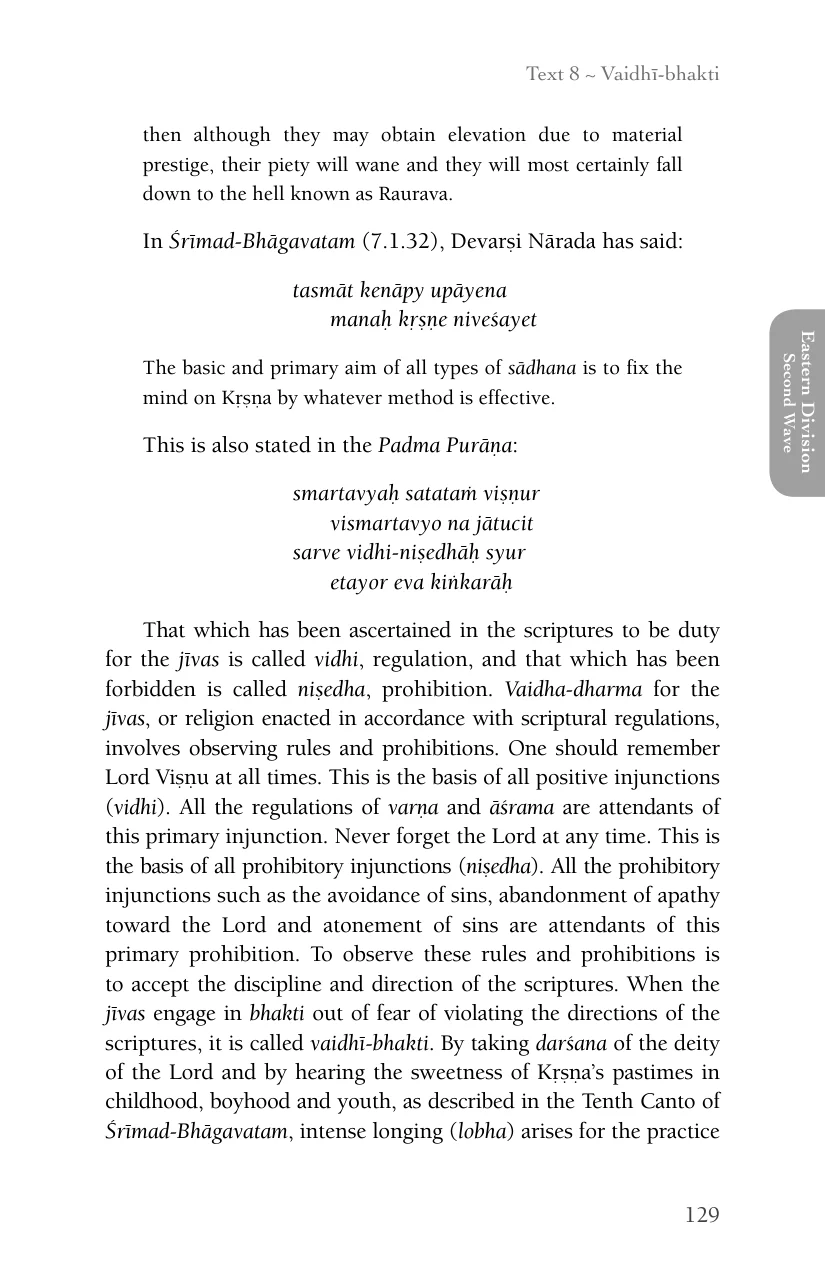 Text 8 ~ Vaidhī-bhakti
then although they may obtain elevation due to material
prestige, their piety will wane and they will most certainly fall
down to the hell known as Raurava.
In Śrīmad-Bhāgavatam (7.1.32), Devarṣi Nārada has said:
tasmāt kenāpy upāyena
manaḥ kṛṣṇe niveśayet
The basic and primary aim of all types of sādhana is to fix the
mind on Kṛṣṇa by whatever method is effective.
This is also stated in the Padma Purāṇa:
smartavyaḥ satataṁ viṣṇur
vismartavyo na jātucit
sarve vidhi-niṣedhāḥ syur
etayor eva kiṅkarāḥ
That which has been ascertained in the scriptures to be duty
for the jīvas is called vidhi, regulation, and that which has been
forbidden is called niṣedha, prohibition. Vaidha-dharma for the
jīvas, or religion enacted in accordance with scriptural regulations,
involves observing rules and prohibitions. One should remember
Lord Viṣṇu at all times. This is the basis of all positive injunctions
(vidhi). All the regulations of varṇa and āśrama are attendants of
this primary injunction. Never forget the Lord at any time. This is
the basis of all prohibitory injunctions (niṣedha). All the prohibitory
injunctions such as the avoidance of sins, abandonment of apathy
toward the Lord and atonement of sins are attendants of this
primary prohibition. To observe these rules and prohibitions is
to accept the discipline and direction of the scriptures. When the
jīvas engage in bhakti out of fear of violating the directions of the
scriptures, it is called vaidhī-bhakti. By taking darśana of the deity
of the Lord and by hearing the sweetness of Kṛṣṇa's pastimes in
childhood, boyhood and youth, as described in the Tenth Canto of
Śrīmad-Bhāgavatam, intense longing (lobha) arises for the practice
Eastern Division
Second Wave
129